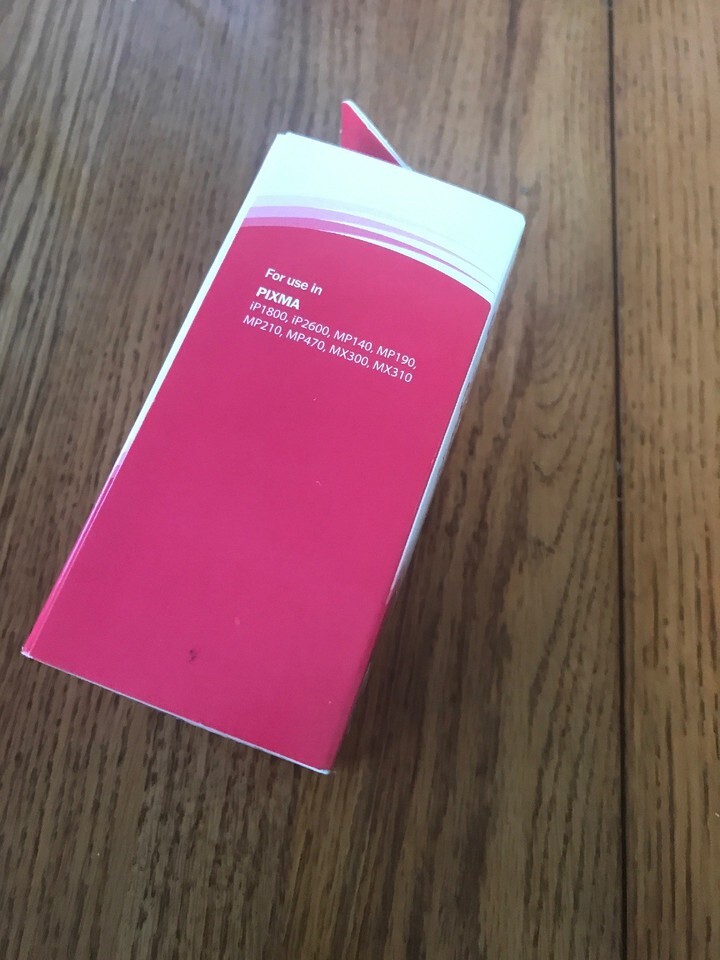 For use in
PIXMA
iP1800, iP2600, MP140, MP190,
MP210, MP470, MX300, MX310